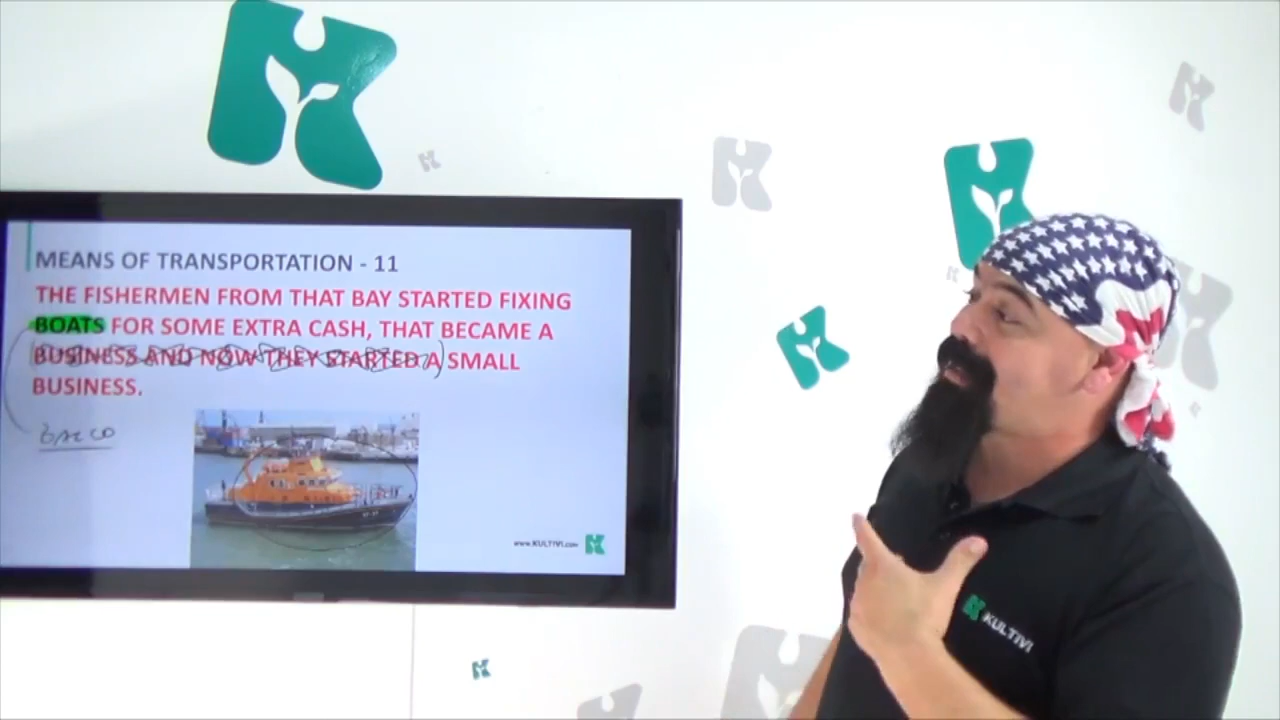 MEANS OF TRANSPORTATION - 11
THE FISHERMEN FROM THAT BAY STARTED FIXING
BOATS FOR SOME EXTRA CASH, THAT BECAME A
BUSINESS AND NOW THEY STARTED A SMALL
BUSINESS.
BARCO
www.KULTIVI.com
KULTIVI